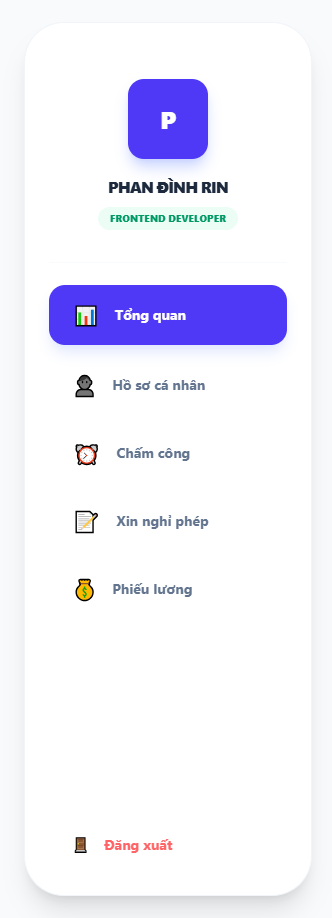 P
PHAN ĐÌNH RIN
FRONTEND DEVELOPER
Tổng quan
Hồ sơ cá nhân
Chấm công
Xin nghỉ phép
Phiếu lương
Đăng xuất